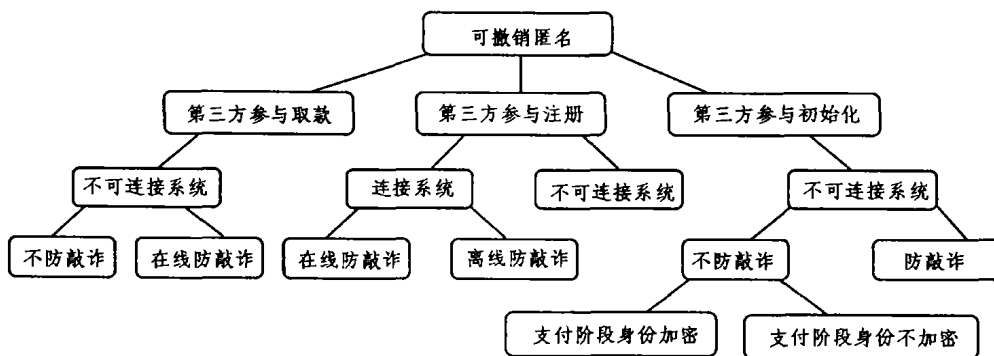 可撤销匿名
第三方参与取款
第三方参与注册
第三方参与初始化
不可连接系统
连接系统
不可连接系统
不可连接系统
不防敲诈
在线防敲诈
在线防敲诈
离线防敲诈
不防敲诈
防敲诈
支付阶段身份加密
支付阶段身份不加密